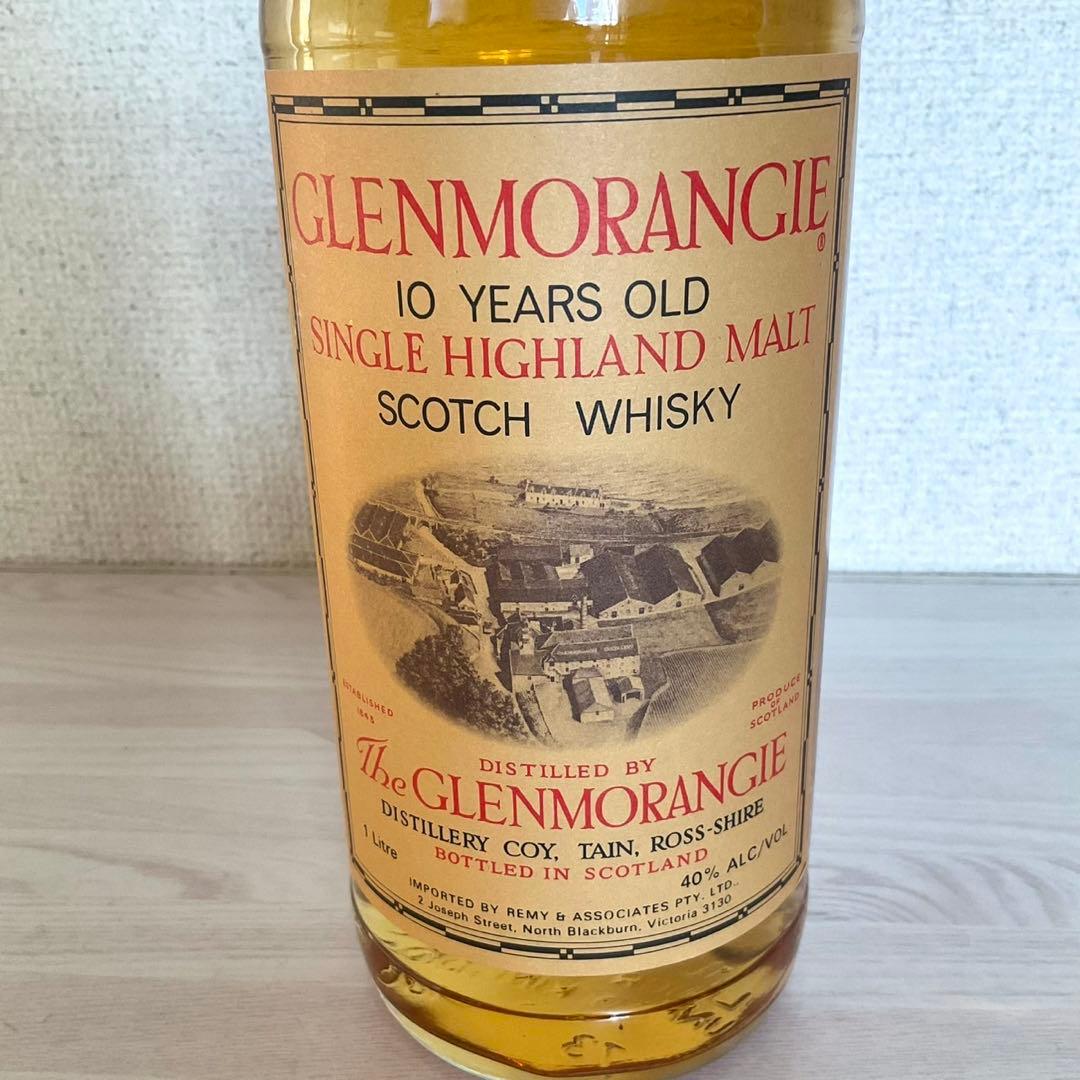 GLENMORANGIE ®
10 YEARS OLD
SINGLE HIGHLAND MALT
SCOTCH WHISKY
ESTABLISHED
1843
PRODUCE
OF
SCOTLAND
DISTILLED BY
The GLENMORANGIE
DISTILLERY COY, TAIN, ROSS-SHIRE
BOTTLED IN SCOTLAND
1 Litre
40% ALC/VOL
IMPORTED BY REMY & ASSOCIATES PTY. LTD.,
2 Joseph Street, North Blackburn, Victoria 3130